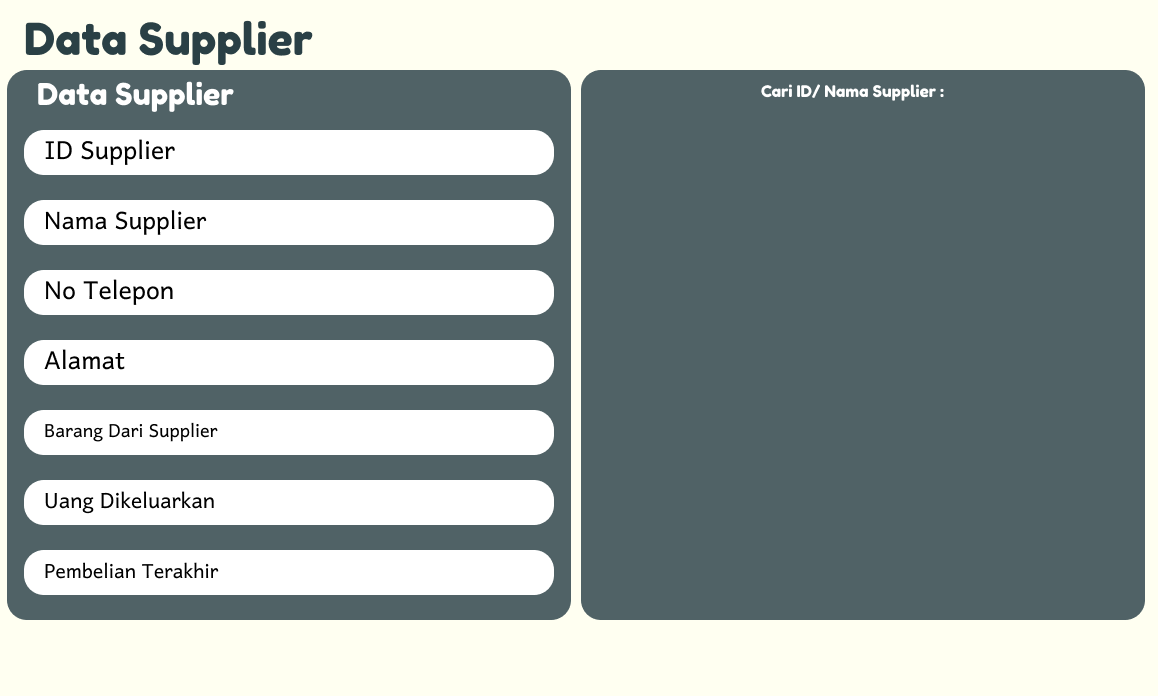 Data Supplier
Data Supplier
ID Supplier
Nama Supplier
No Telepon
Alamat
Barang Dari Supplier
Uang Dikeluarkan
Pembelian Terakhir
Cari ID/ Nama Supplier :